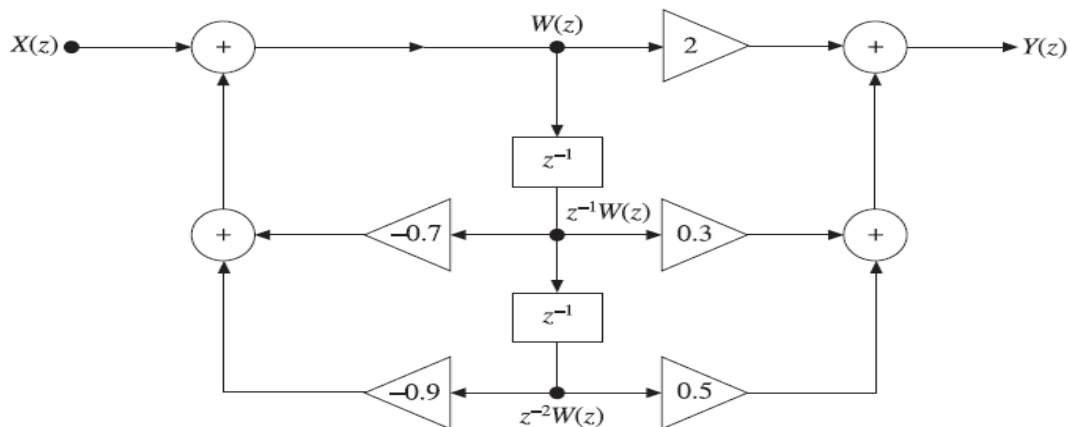 W(z)
X(z) + 2 + Y(z)
z⁻¹
z⁻¹W(z)
+ −0.7 0.3 +
z⁻¹
−0.9 0.5
z⁻²W(z)